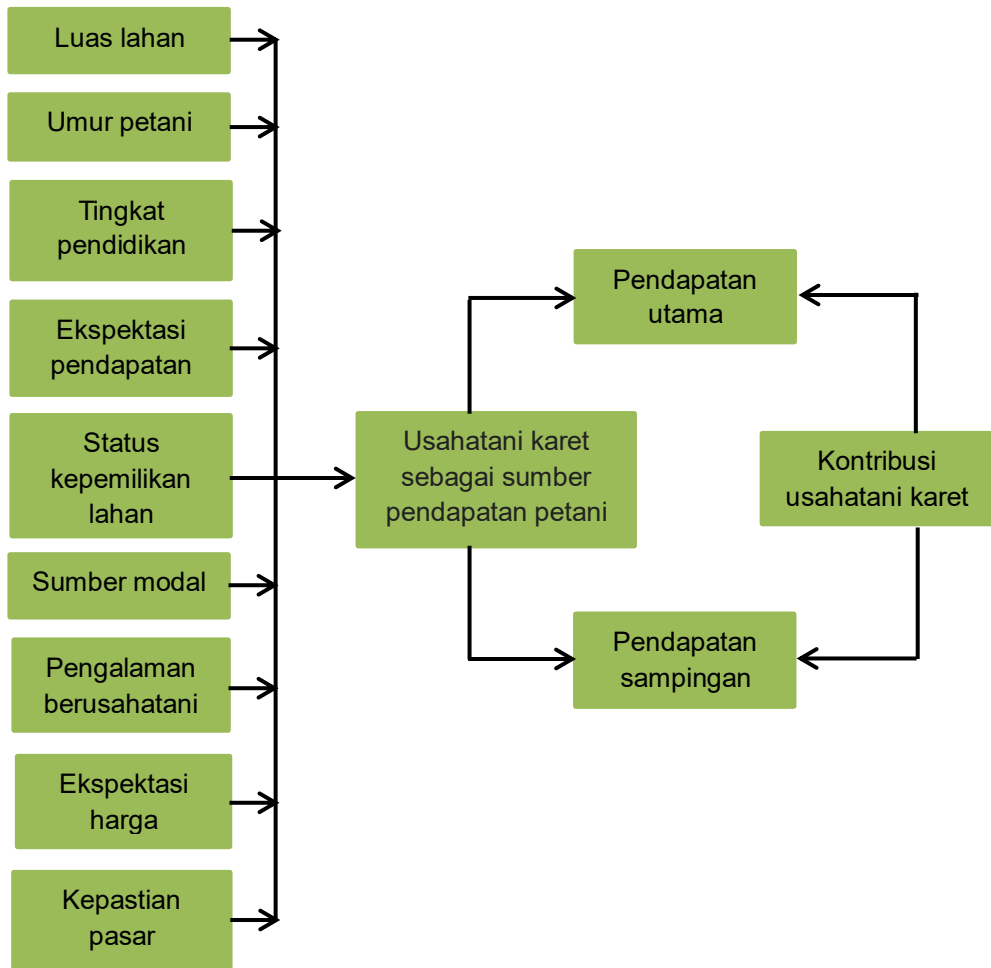 Luas lahan
Umur petani
Tingkat
pendidikan
Ekspektasi
pendapatan
Status
kepemilikan
lahan
Sumber modal
Pengalaman
berusahatani
Ekspektasi
harga
Kepastian
pasar
Usahatani karet
sebagai sumber
pendapatan petani
Pendapatan
utama
Pendapatan
sampingan
Kontribusi
usahatani karet